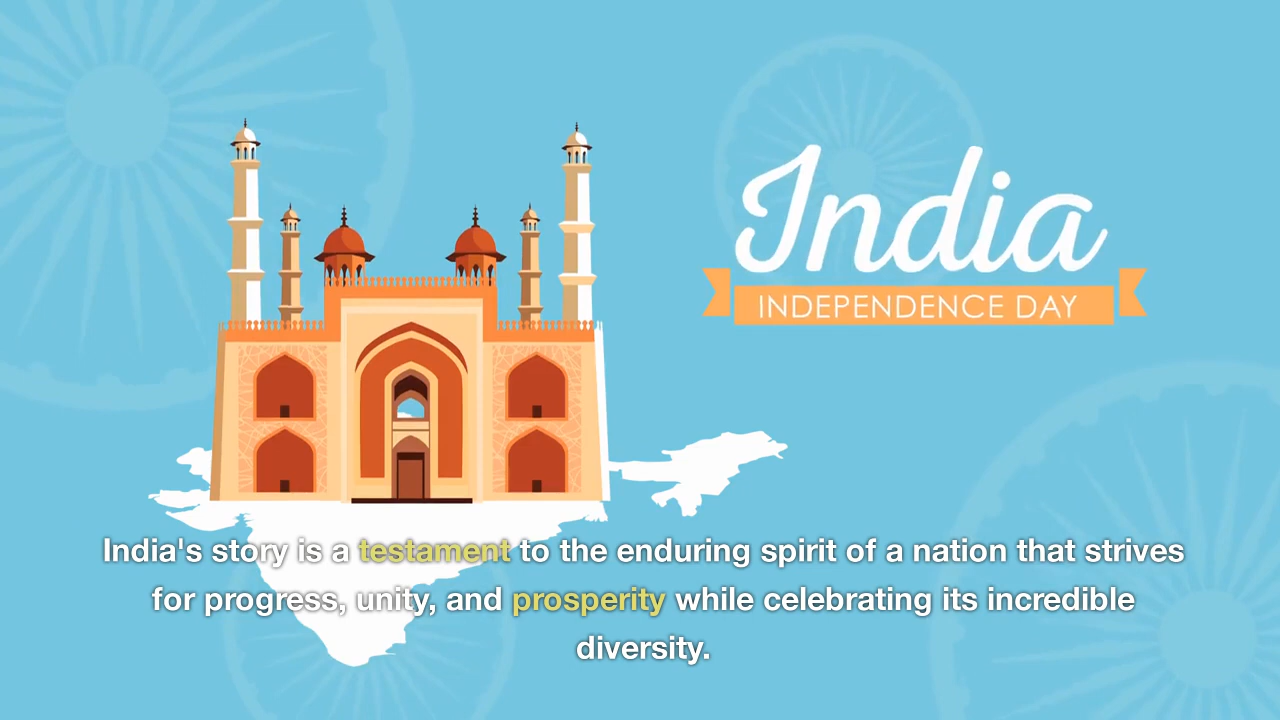 India
INDEPENDENCE DAY
India's story is a testament to the enduring spirit of a nation that strives
for progress, unity, and prosperity while celebrating its incredible
diversity.